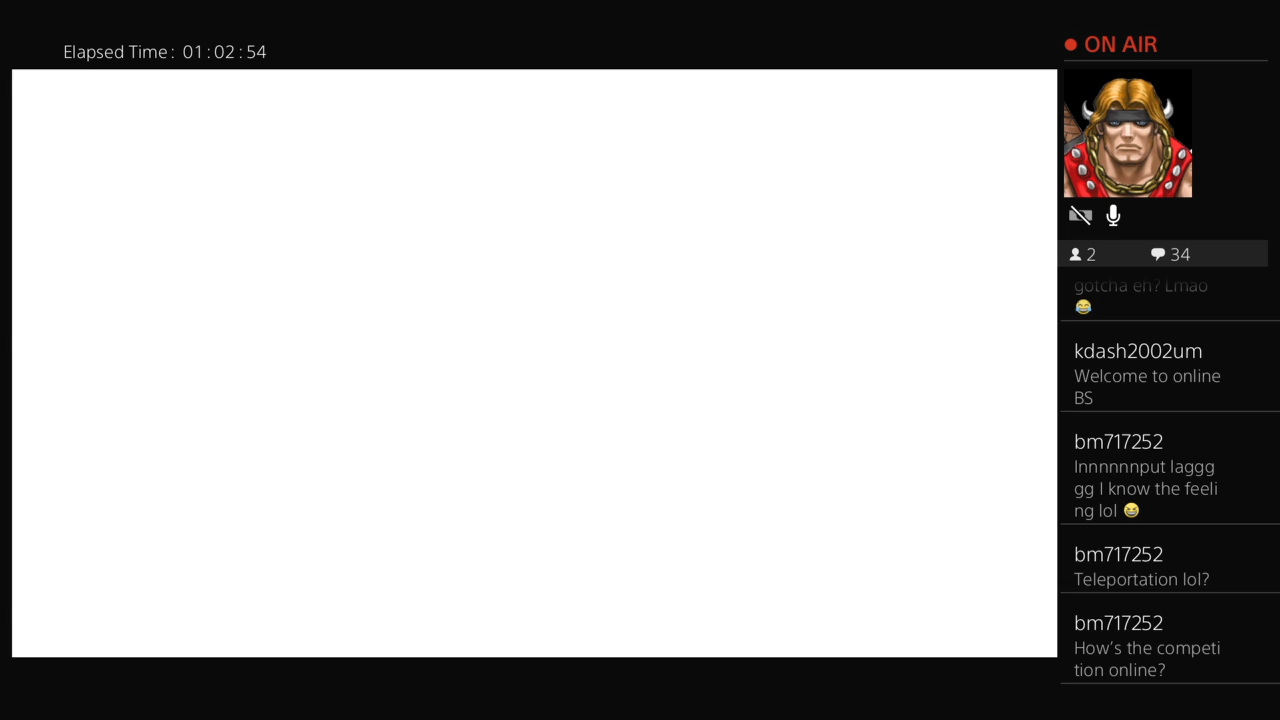 Elapsed Time: 01:02:54
ON AIR
2 34
gotcha eh? Lmao
😂
kdash2002um
Welcome to online
BS
bm717252
Innnnnnput laggg
gg I know the feeli
ng lol 😆
bm717252
Teleportation lol?
bm717252
How's the competi
tion online?